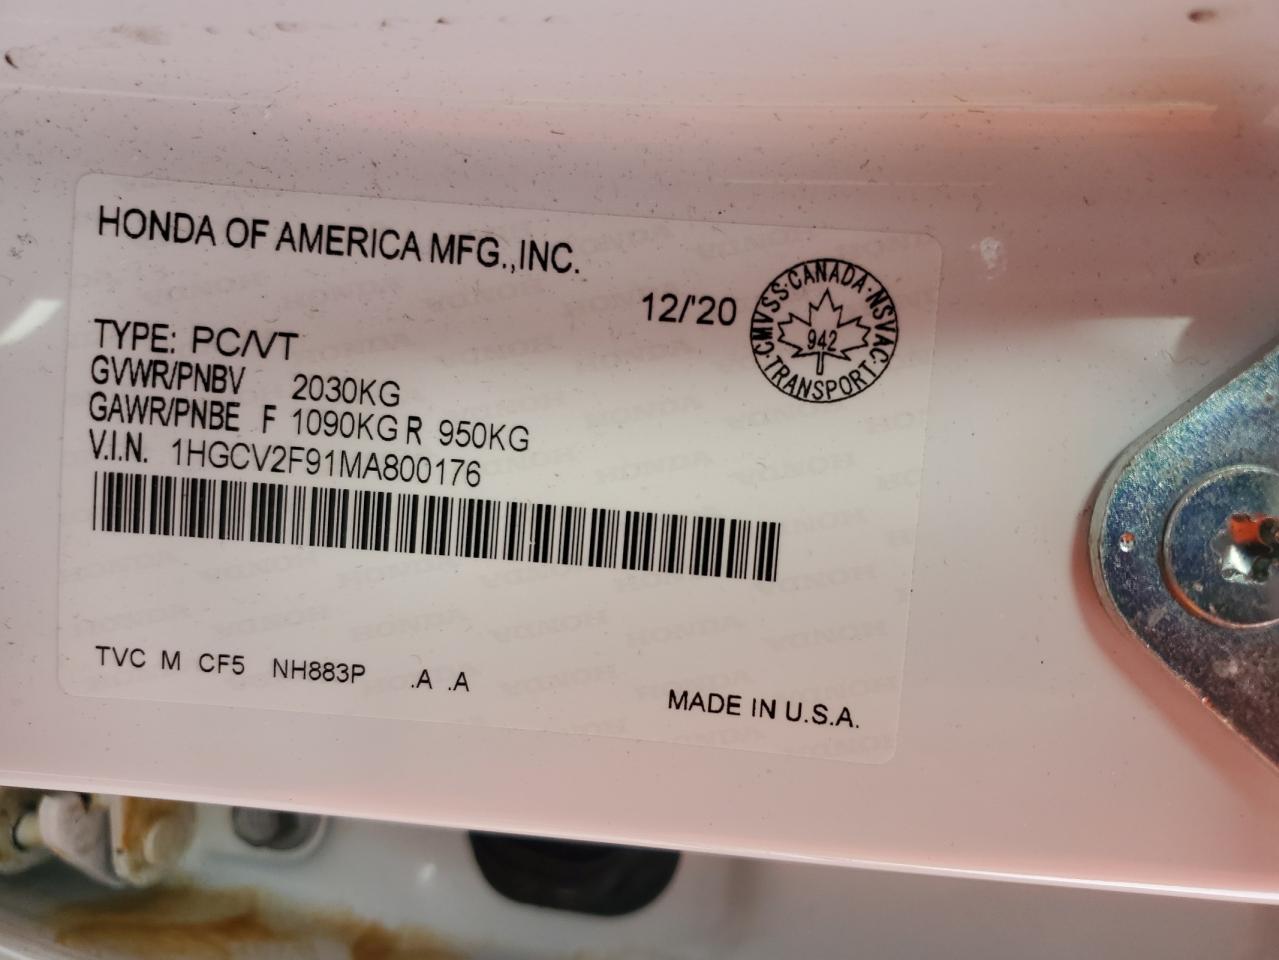 HONDA OF AMERICA MFG.,INC.
12/'20
CMVSS·CANADA·NSVAC·TRANSPORT·
942
TYPE: PC/VT
GVWR/PNBV 2030KG
GAWR/PNBE F 1090KG R 950KG
V.I.N. 1HGCV2F91MA800176
TVC M CF5 NH883P .A .A
MADE IN U.S.A.